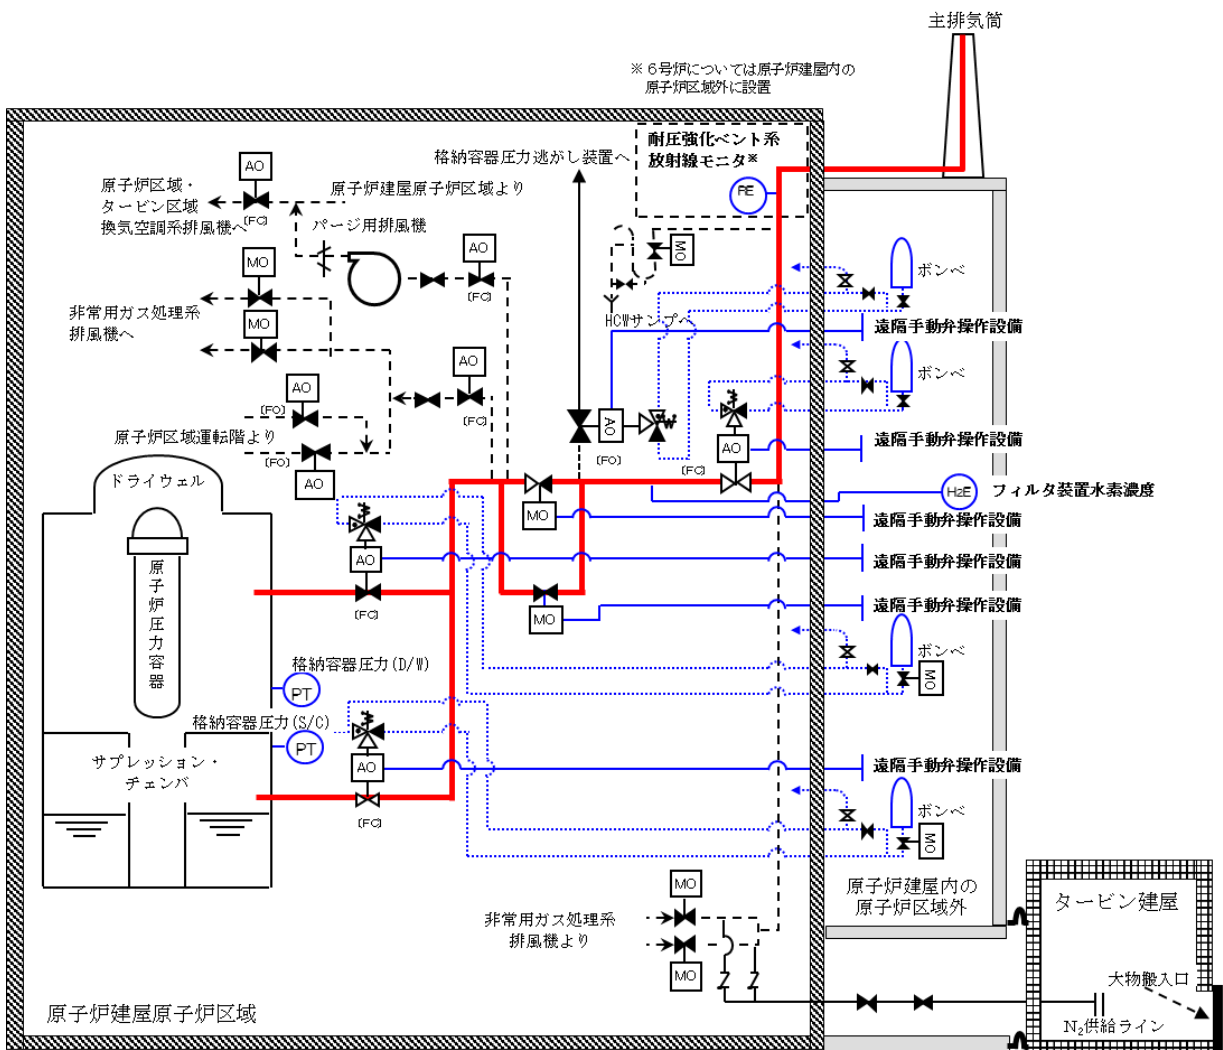 主排気筒
※６号炉については原子炉建屋内の
原子炉区域外に設置
耐圧強化ベント系
放射線モニタ※
RE
格納容器圧力逃がし装置へ
AO
(FC)
原子炉区域・
タービン区域
換気空調系排風機へ
原子炉建屋原子炉区域より
パージ用排風機
AO
(FC)
MO
MO
非常用ガス処理系
排風機へ
MO
HCWサンプへ
ボンベ
遠隔手動弁操作設備
ボンベ
AO
(FC)
AO
(FO)
原子炉区域運転階より
(FO)
AO
AO
(FO)
AO
(FC)
遠隔手動弁操作設備
H2E
フィルタ装置水素濃度
MO
遠隔手動弁操作設備
ドライウェル
原子炉圧力容器
AO
(FC)
遠隔手動弁操作設備
MO
遠隔手動弁操作設備
ボンベ
MO
格納容器圧力(D/W)
PT
格納容器圧力(S/C)
PT
サプレッション・
チェンバ
AO
(FC)
遠隔手動弁操作設備
ボンベ
MO
MO
非常用ガス処理系
排風機より
MO
原子炉建屋内の
原子炉区域外
タービン建屋
大物搬入口
N₂供給ライン
原子炉建屋原子炉区域